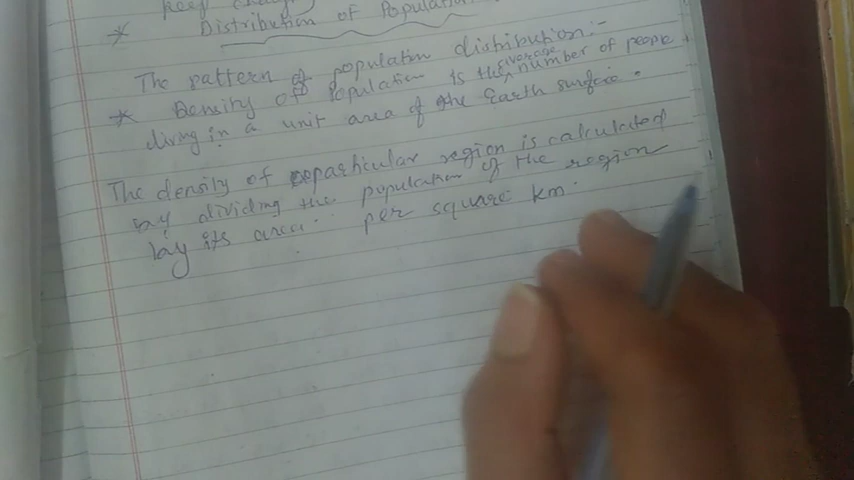 * Distribution of Population
The pattern of population distribution:-
* Density of Population is the average number of people
living in a unit area of the Earth surface.
The density of particular region is calculated
by dividing the population of the region
by its area. per square km.